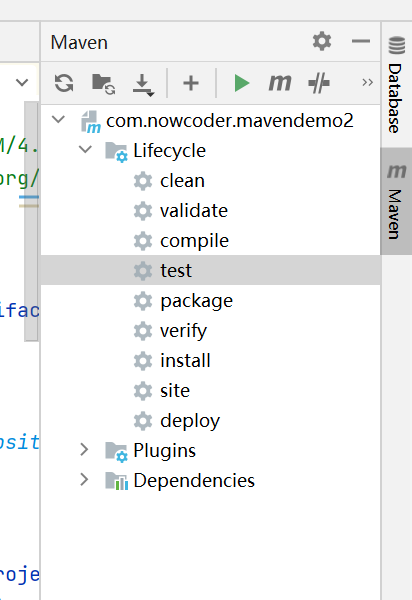 Maven
M/4.
org/
com.nowcoder.mavendemo2
Lifecycle
clean
validate
compile
test
package
verify
install
site
deploy
Plugins
Dependencies
ifac
osit
roje
Database
m
Maven